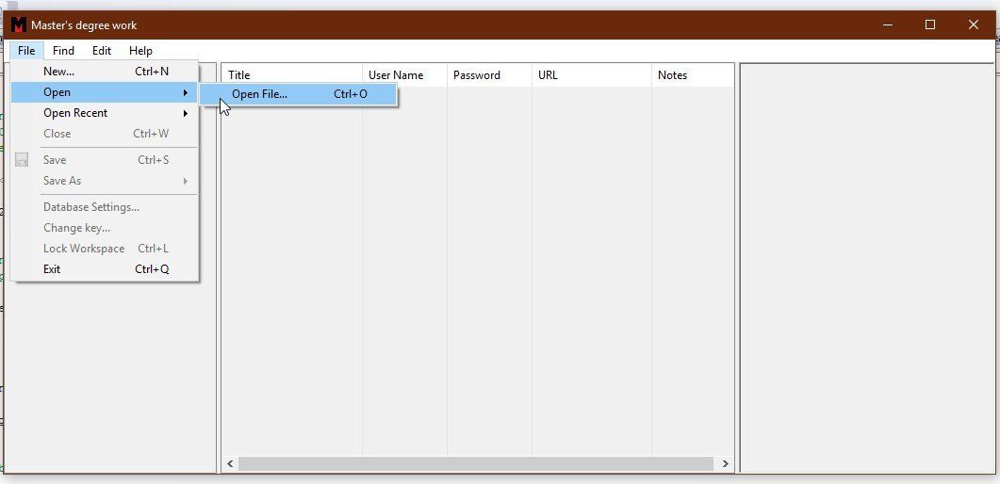 Master's degree work
File Find Edit Help
New... Ctrl+N
Open
Open Recent
Close Ctrl+W
Save Ctrl+S
Save As
Database Settings...
Change key...
Lock Workspace Ctrl+L
Exit Ctrl+Q
Open File... Ctrl+O
Title User Name Password URL Notes